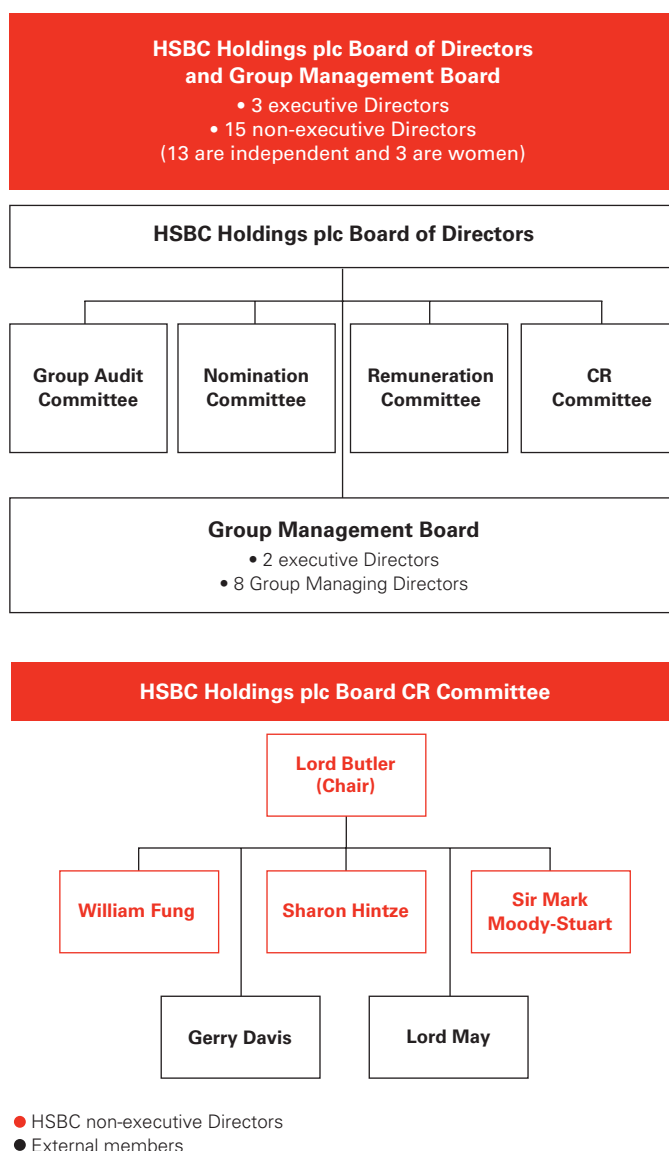 HSBC Holdings plc Board of Directors
and Group Management Board
• 3 executive Directors
• 15 non-executive Directors
(13 are independent and 3 are women)
HSBC Holdings plc Board of Directors
Group Audit
Committee
Nomination
Committee
Remuneration
Committee
CR
Committee
Group Management Board
• 2 executive Directors
• 8 Group Managing Directors
HSBC Holdings plc Board CR Committee
Lord Butler
(Chair)
William Fung
Sharon Hintze
Sir Mark
Moody-Stuart
Gerry Davis
Lord May
● HSBC non-executive Directors
● External members